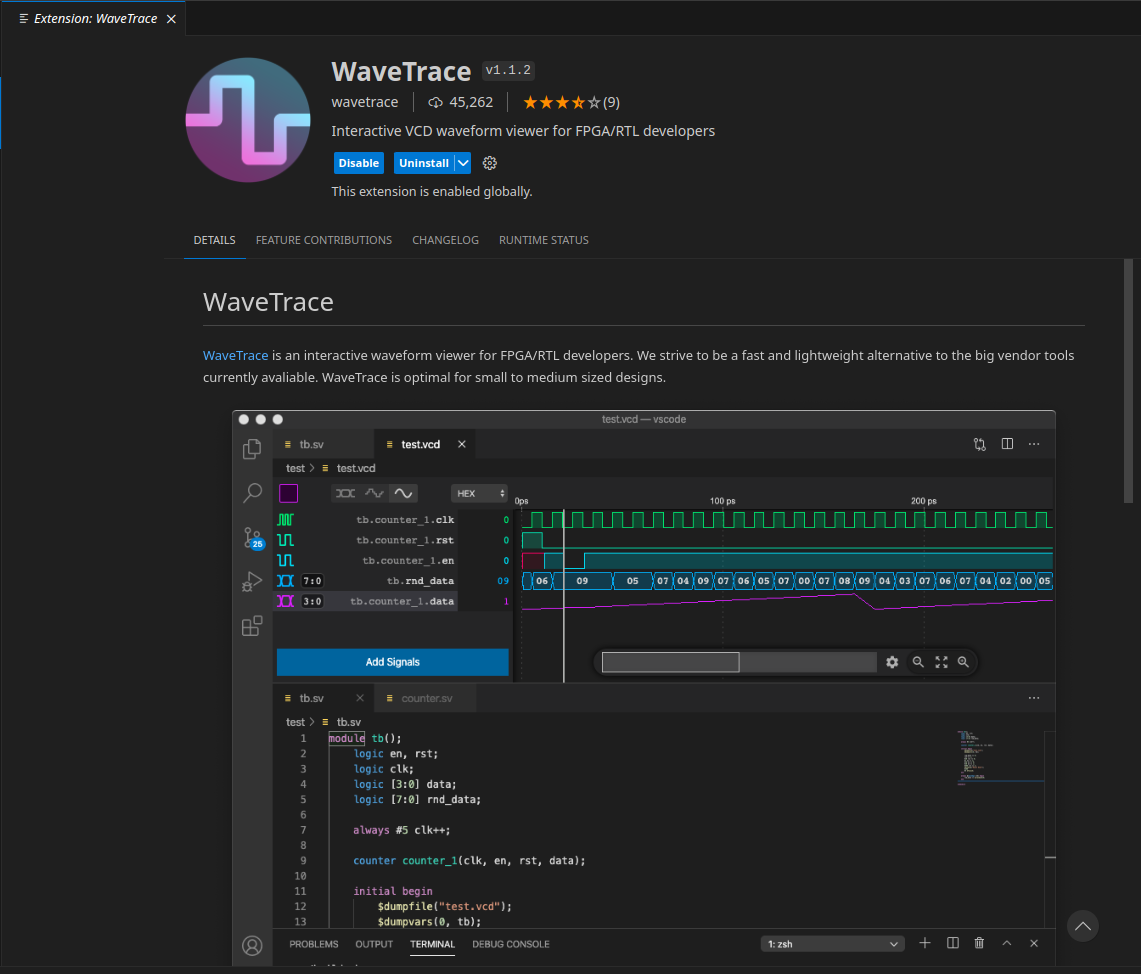 Extension: WaveTrace
WaveTrace v1.1.2
wavetrace 45,262 (9)
Interactive VCD waveform viewer for FPGA/RTL developers
Disable Uninstall
This extension is enabled globally.
DETAILS FEATURE CONTRIBUTIONS CHANGELOG RUNTIME STATUS
WaveTrace
WaveTrace is an interactive waveform viewer for FPGA/RTL developers. We strive to be a fast and lightweight alternative to the big vendor tools
currently avaliable. WaveTrace is optimal for small to medium sized designs.
test.vcd — vscode
tb.sv test.vcd
test > test.vcd
HEX 0ps 100 ps 200 ps
tb.counter_1.clk 0
tb.counter_1.rst 0
tb.counter_1.en 0
25
7:0 tb.rnd_data 09 06 09 05 07 04 09 07 06 05 07 00 07 08 09 04 03 07 06 07 04 02 00 05
3:0 tb.counter_1.data 1
Add Signals
tb.sv counter.sv
test > tb.sv
1 module tb();
2 logic en, rst;
3 logic clk;
4 logic [3:0] data;
5 logic [7:0] rnd_data;
6
7 always #5 clk++;
8
9 counter counter_1(clk, en, rst, data);
10
11 initial begin
12 $dumpfile("test.vcd");
13 $dumpvars(0, tb);
PROBLEMS OUTPUT TERMINAL DEBUG CONSOLE 1: zsh